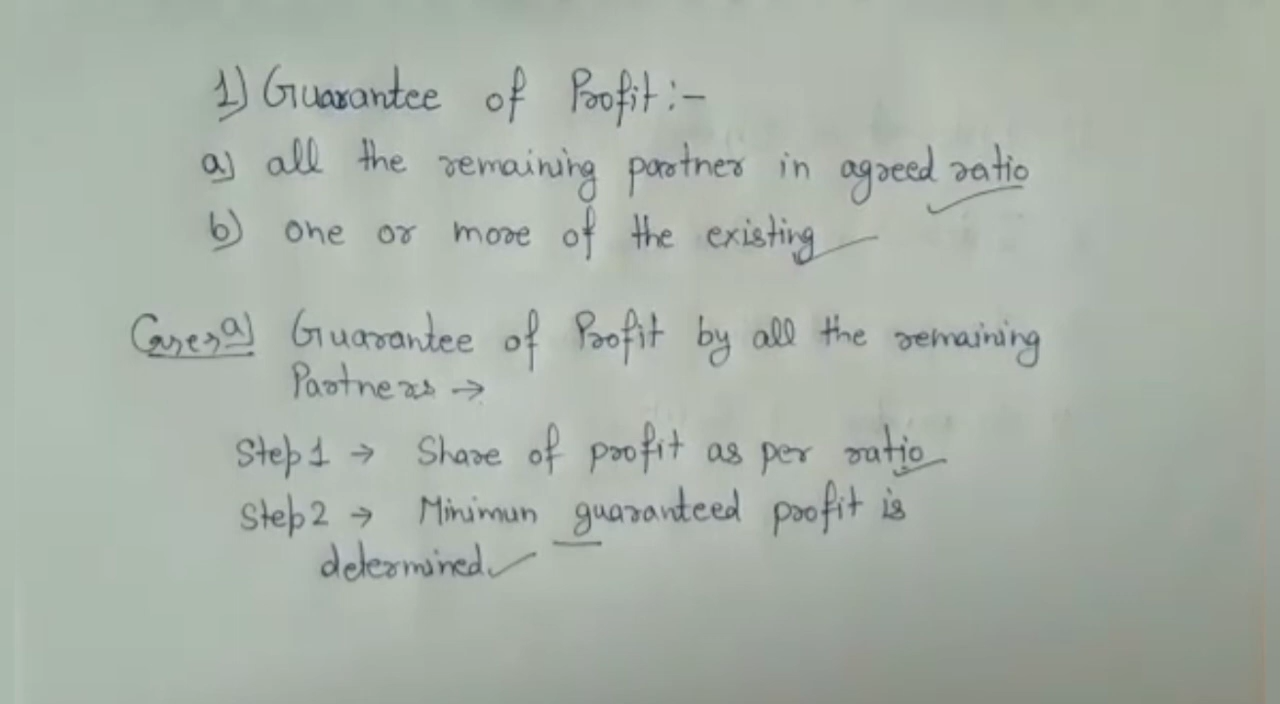 1) Guarantee of Profit:-
a) all the remaining partner in agreed ratio
b) one or more of the existing
Cases a) Guarantee of Profit by all the remaining
Partners →
Step 1 → Share of profit as per ratio
Step 2 → Minimun guaranteed profit is
determined.